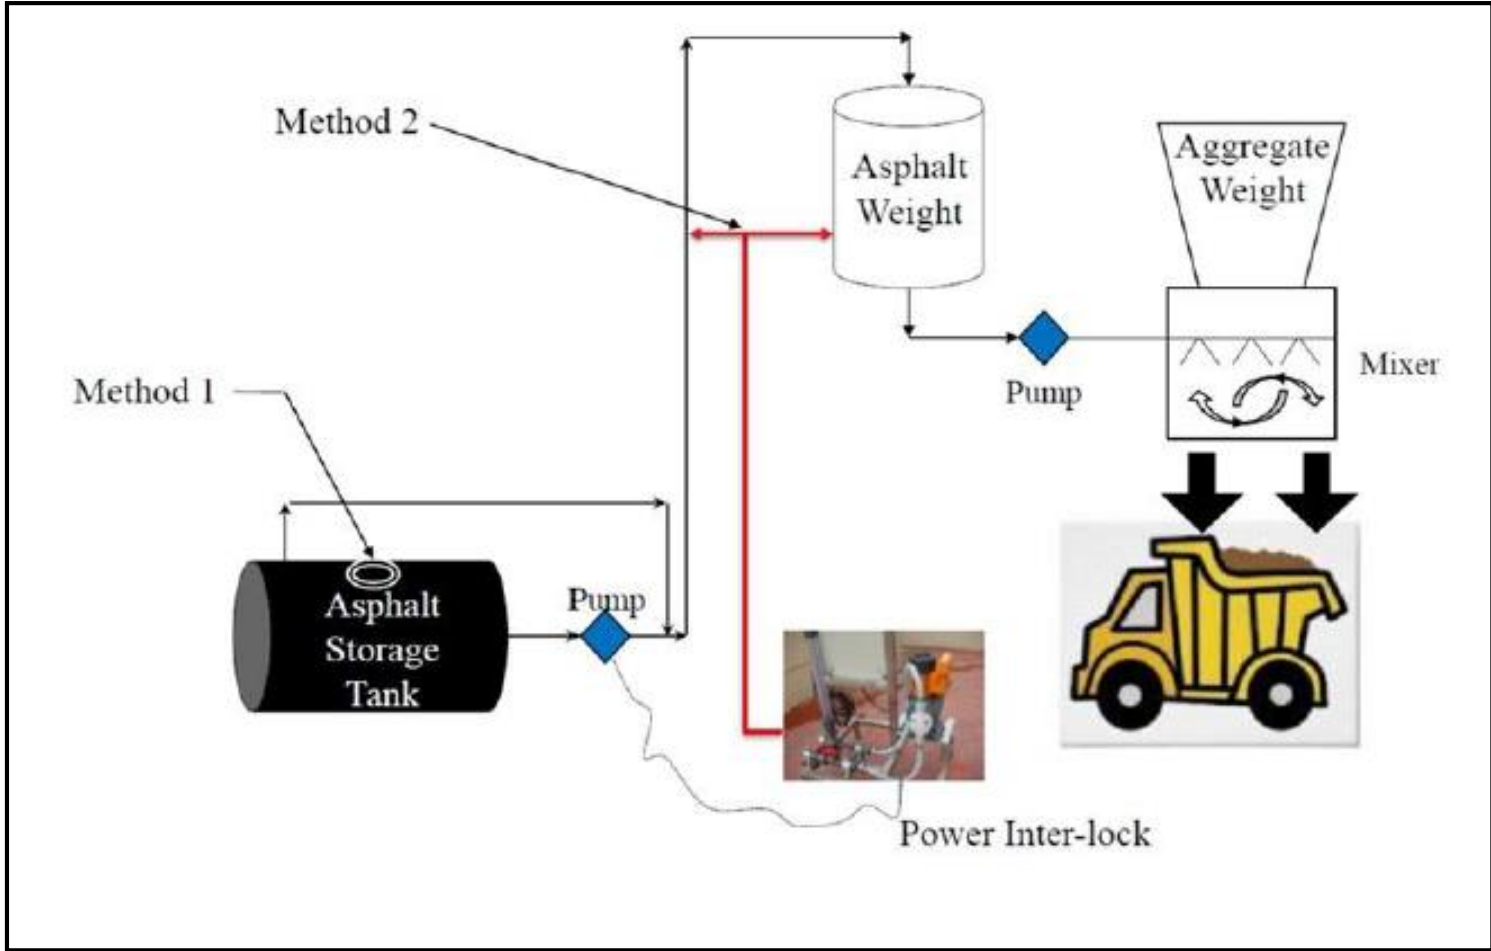 Method 2
Asphalt
Weight
Aggregate
Weight
Pump
Mixer
Method 1
Pump
Asphalt
Storage
Tank
Power Inter-lock